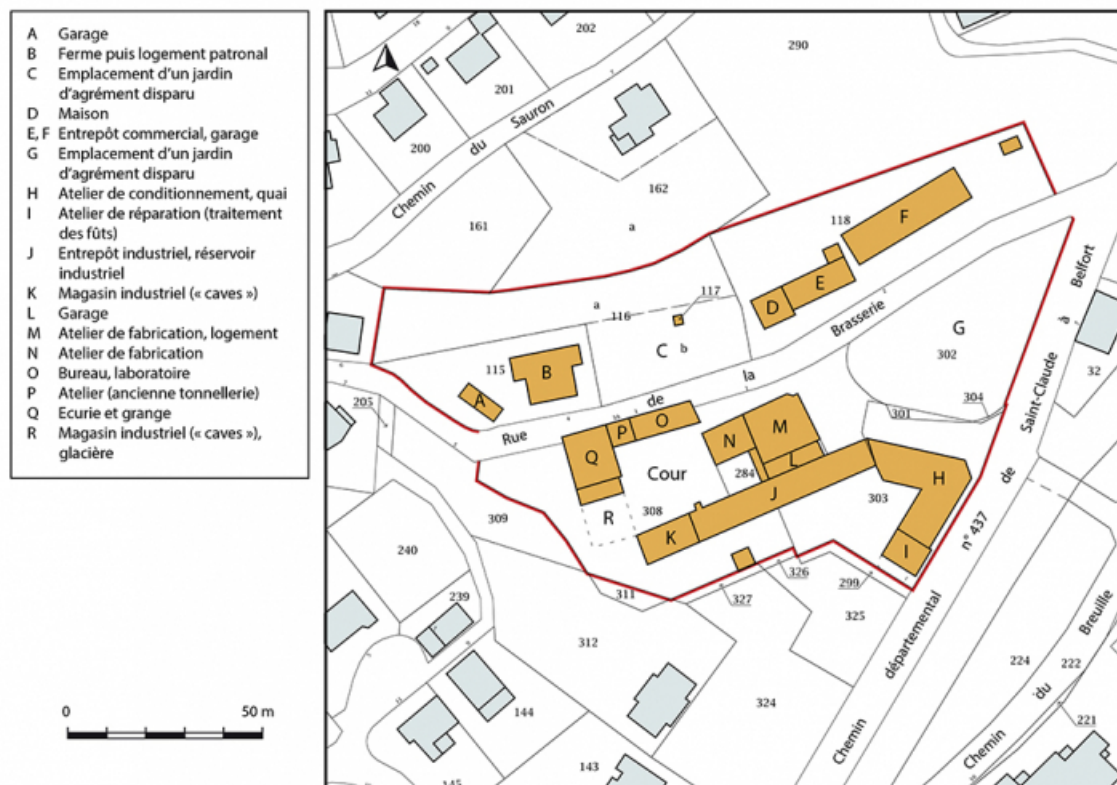 A Garage
B Ferme puis logement patronal
C Emplacement d'un jardin
d'agrément disparu
D Maison
E, F Entrepôt commercial, garage
G Emplacement d'un jardin
d'agrément disparu
H Atelier de conditionnement, quai
I Atelier de réparation (traitement
des fûts)
J Entrepôt industriel, réservoir
industriel
K Magasin industriel (« caves »)
L Garage
M Atelier de fabrication, logement
N Atelier de fabrication
O Bureau, laboratoire
P Atelier (ancienne tonnellerie)
Q Ecurie et grange
R Magasin industriel (« caves »),
glacière
0 50 m
202
290
201
200
Chemin du Sauron
162
161
a
118
F
E
D
117
a
116
C
b
115
B
A
205
Rue de la Brasserie
G
302
301
304
32
P
O
Q
N
M
L
Cour
284
J
H
303
R
308
K
I
309
240
239
311
327
326
299
325
312
324
144
143
145
224
222
221
Chemin départemental n° 437 de Saint-Claude à Belfort
Chemin du Breuille